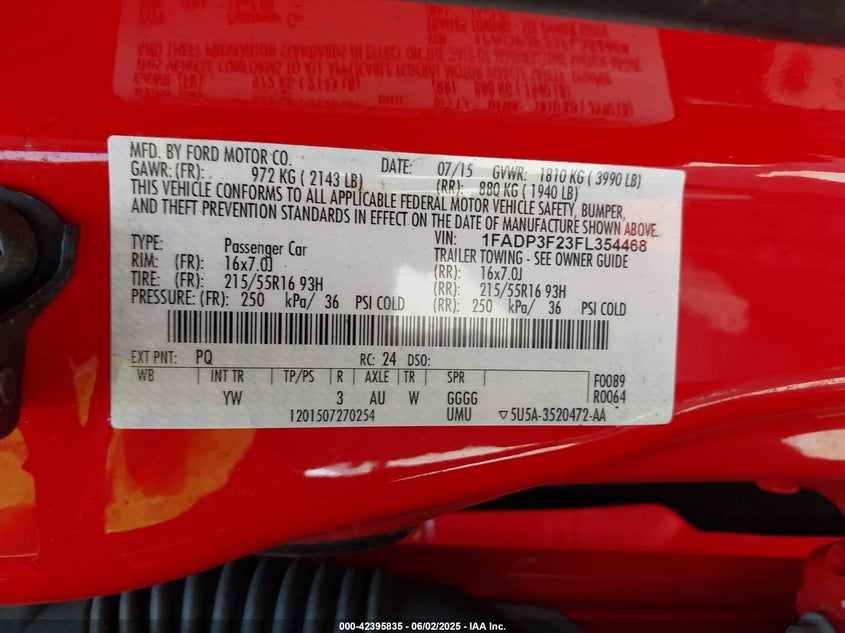 MFD. BY FORD MOTOR CO. DATE: 07/15 GVWR: 1810 KG ( 3990 LB)
GAWR: (FR): 972 KG ( 2143 LB) (RR): 880 KG ( 1940 LB)
THIS VEHICLE CONFORMS TO ALL APPLICABLE FEDERAL MOTOR VEHICLE SAFETY, BUMPER,
AND THEFT PREVENTION STANDARDS IN EFFECT ON THE DATE OF MANUFACTURE SHOWN ABOVE.
VIN: 1FADP3F23FL354468
TYPE: Passenger Car TRAILER TOWING - SEE OWNER GUIDE
RIM: (FR): 16x7.0J (RR): 16x7.0J
TIRE: (FR): 215/55R16 93H (RR): 215/55R16 93H
PRESSURE: (FR): 250 kPa/ 36 PSI COLD (RR): 250 kPa/ 36 PSI COLD
EXT PNT: PQ RC: 24 DSO:
WB INT TR TP/PS R AXLE TR SPR F0089
YW 3 AU W GGGG R0064
1201507270254 UMU ▽5U5A-3520472-AA
000-42395835 - 06/02/2025 - IAA Inc.